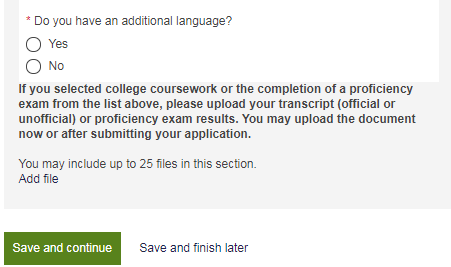 * Do you have an additional language?
Yes
No
If you selected college coursework or the completion of a proficiency
exam from the list above, please upload your transcript (official or
unofficial) or proficiency exam results. You may upload the document
now or after submitting your application.
You may include up to 25 files in this section.
Add file
Save and continue Save and finish later